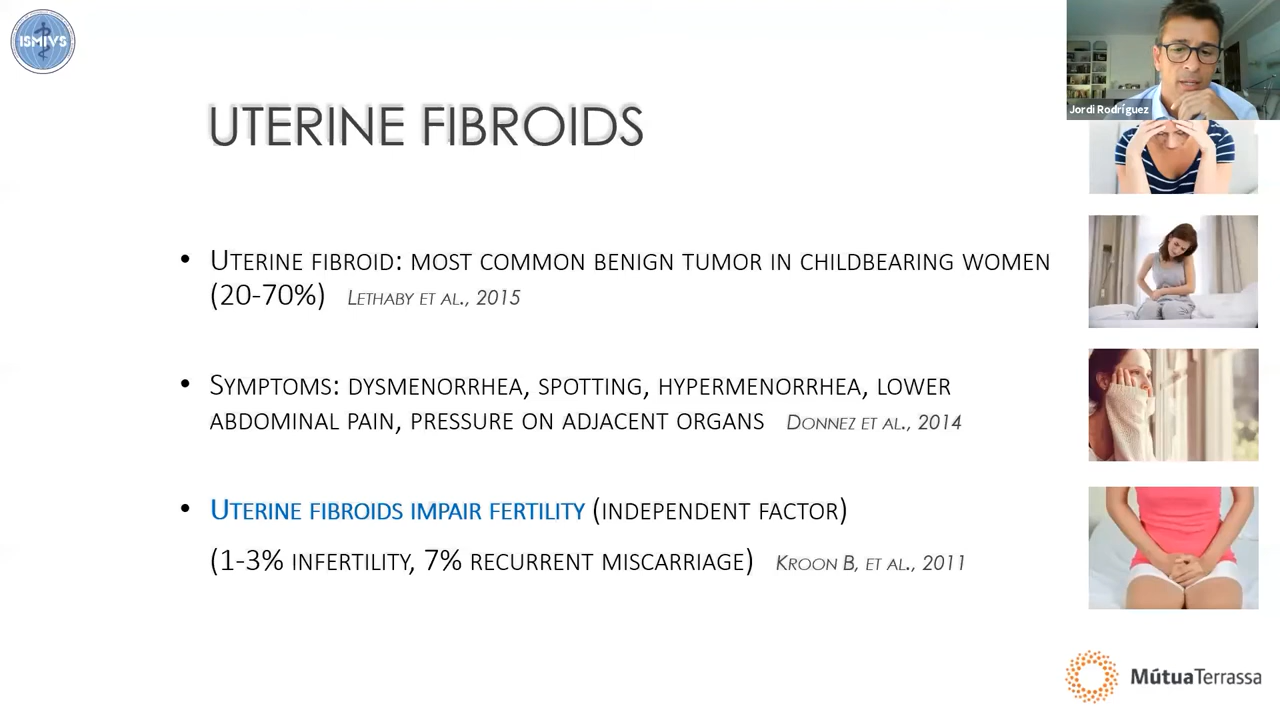 ISMIVS
Jordi Rodríguez
UTERINE FIBROIDS
• UTERINE FIBROID: MOST COMMON BENIGN TUMOR IN CHILDBEARING WOMEN
(20-70%) LETHABY ET AL., 2015
• SYMPTOMS: DYSMENORRHEA, SPOTTING, HYPERMENORRHEA, LOWER
ABDOMINAL PAIN, PRESSURE ON ADJACENT ORGANS DONNEZ ET AL., 2014
• UTERINE FIBROIDS IMPAIR FERTILITY (INDEPENDENT FACTOR)
(1-3% INFERTILITY, 7% RECURRENT MISCARRIAGE) KROON B, ET AL., 2011
MútuaTerrassa